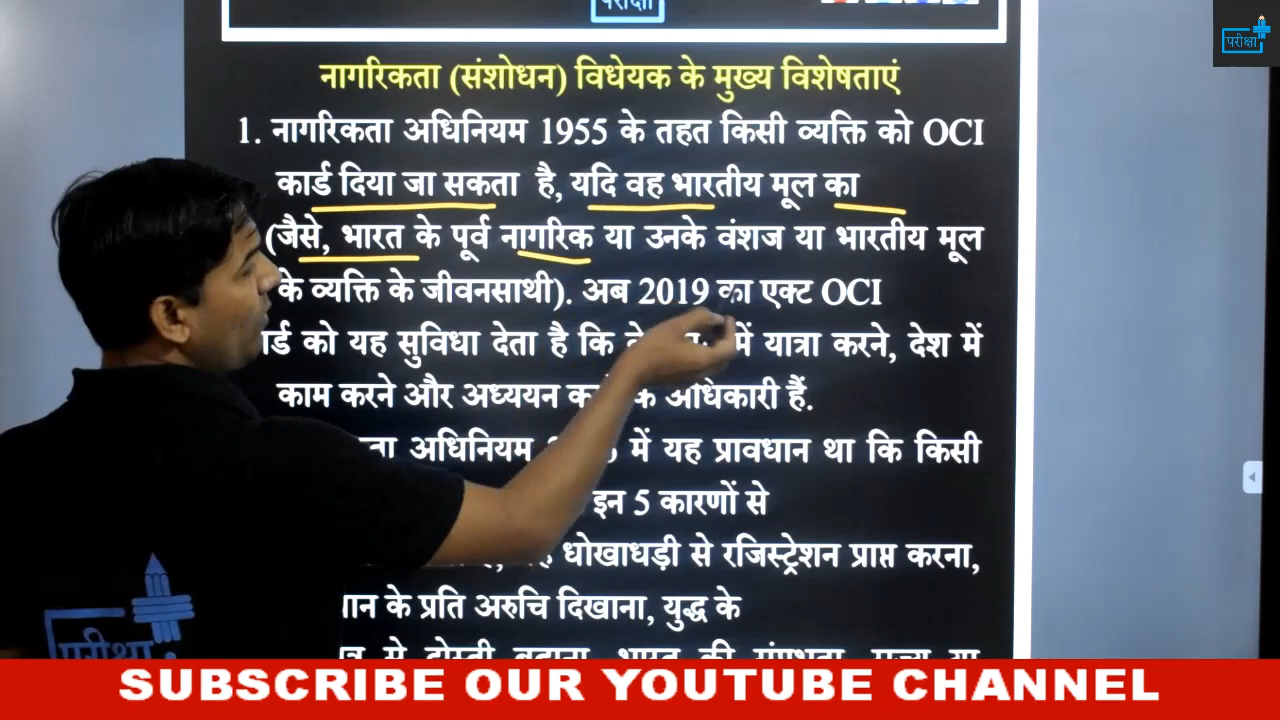 परीक्षा
परीक्षा
नागरिकता (संशोधन) विधेयक के मुख्य विशेषताएं
1. नागरिकता अधिनियम 1955 के तहत किसी व्यक्ति को OCI
कार्ड दिया जा सकता है, यदि वह भारतीय मूल का
(जैसे, भारत के पूर्व नागरिक या उनके वंशज या भारतीय मूल
के व्यक्ति के जीवनसाथी). अब 2019 का एक्ट OCI
को यह सुविधा देता है कि में यात्रा करने, देश में
काम करने और अध्ययन के अधिकारी हैं.
अधिनियम में यह प्रावधान था कि किसी
इन 5 कारणों से
धोखाधड़ी से रजिस्ट्रेशन प्राप्त करना,
के प्रति अरुचि दिखाना, युद्ध के
परीक्षा
SUBSCRIBE OUR YOUTUBE CHANNEL